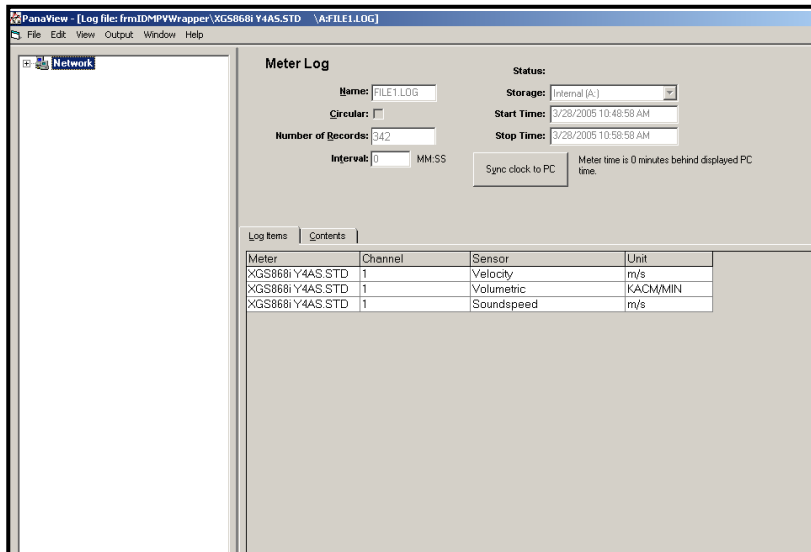 PanaView - [Log file: frmIDMPVWrapper\XGS868i Y4AS.STD \A:FILE1.LOG]
File Edit View Output Window Help
Network
Meter Log
Status:
Name: FILE1.LOG
Storage: Internal (A:)
Circular:
Start Time: 3/28/2005 10:48:58 AM
Number of Records: 342
Stop Time: 3/28/2005 10:58:58 AM
Interval: 0 MM:SS
Sync clock to PC
Meter time is 0 minutes behind displayed PC
time.
Log Items Contents
Meter Channel Sensor Unit
XGS868i Y4AS.STD 1 Velocity m/s
XGS868i Y4AS.STD 1 Volumetric KACM/MIN
XGS868i Y4AS.STD 1 Soundspeed m/s